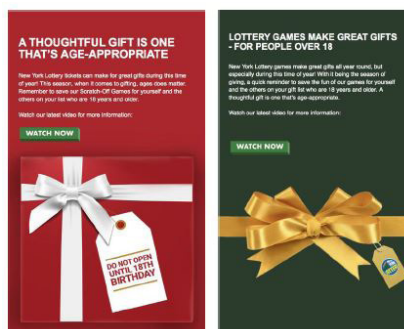 A THOUGHTFUL GIFT IS ONE
THAT'S AGE-APPROPRIATE
New York Lottery tickets can make for great gifts during this time
of year! This season, when it comes to gifting, ages does matter.
Remember to save our Scratch-Off Games for yourself and the
others on your list who are 18 years and older.
Watch our latest video for more information:
WATCH NOW
DO NOT OPEN
UNTIL 18TH
BIRTHDAY
LOTTERY GAMES MAKE GREAT GIFTS
- FOR PEOPLE OVER 18
New York Lottery games make great gifts all year round, but
especially during this time of year! With it being the season of
giving, a quick reminder to save the fun of our games for yourself
and the others on your gift list who are 18 years and older. A
thoughtful gift is one that's age-appropriate.
Watch our latest video for more information:
WATCH NOW